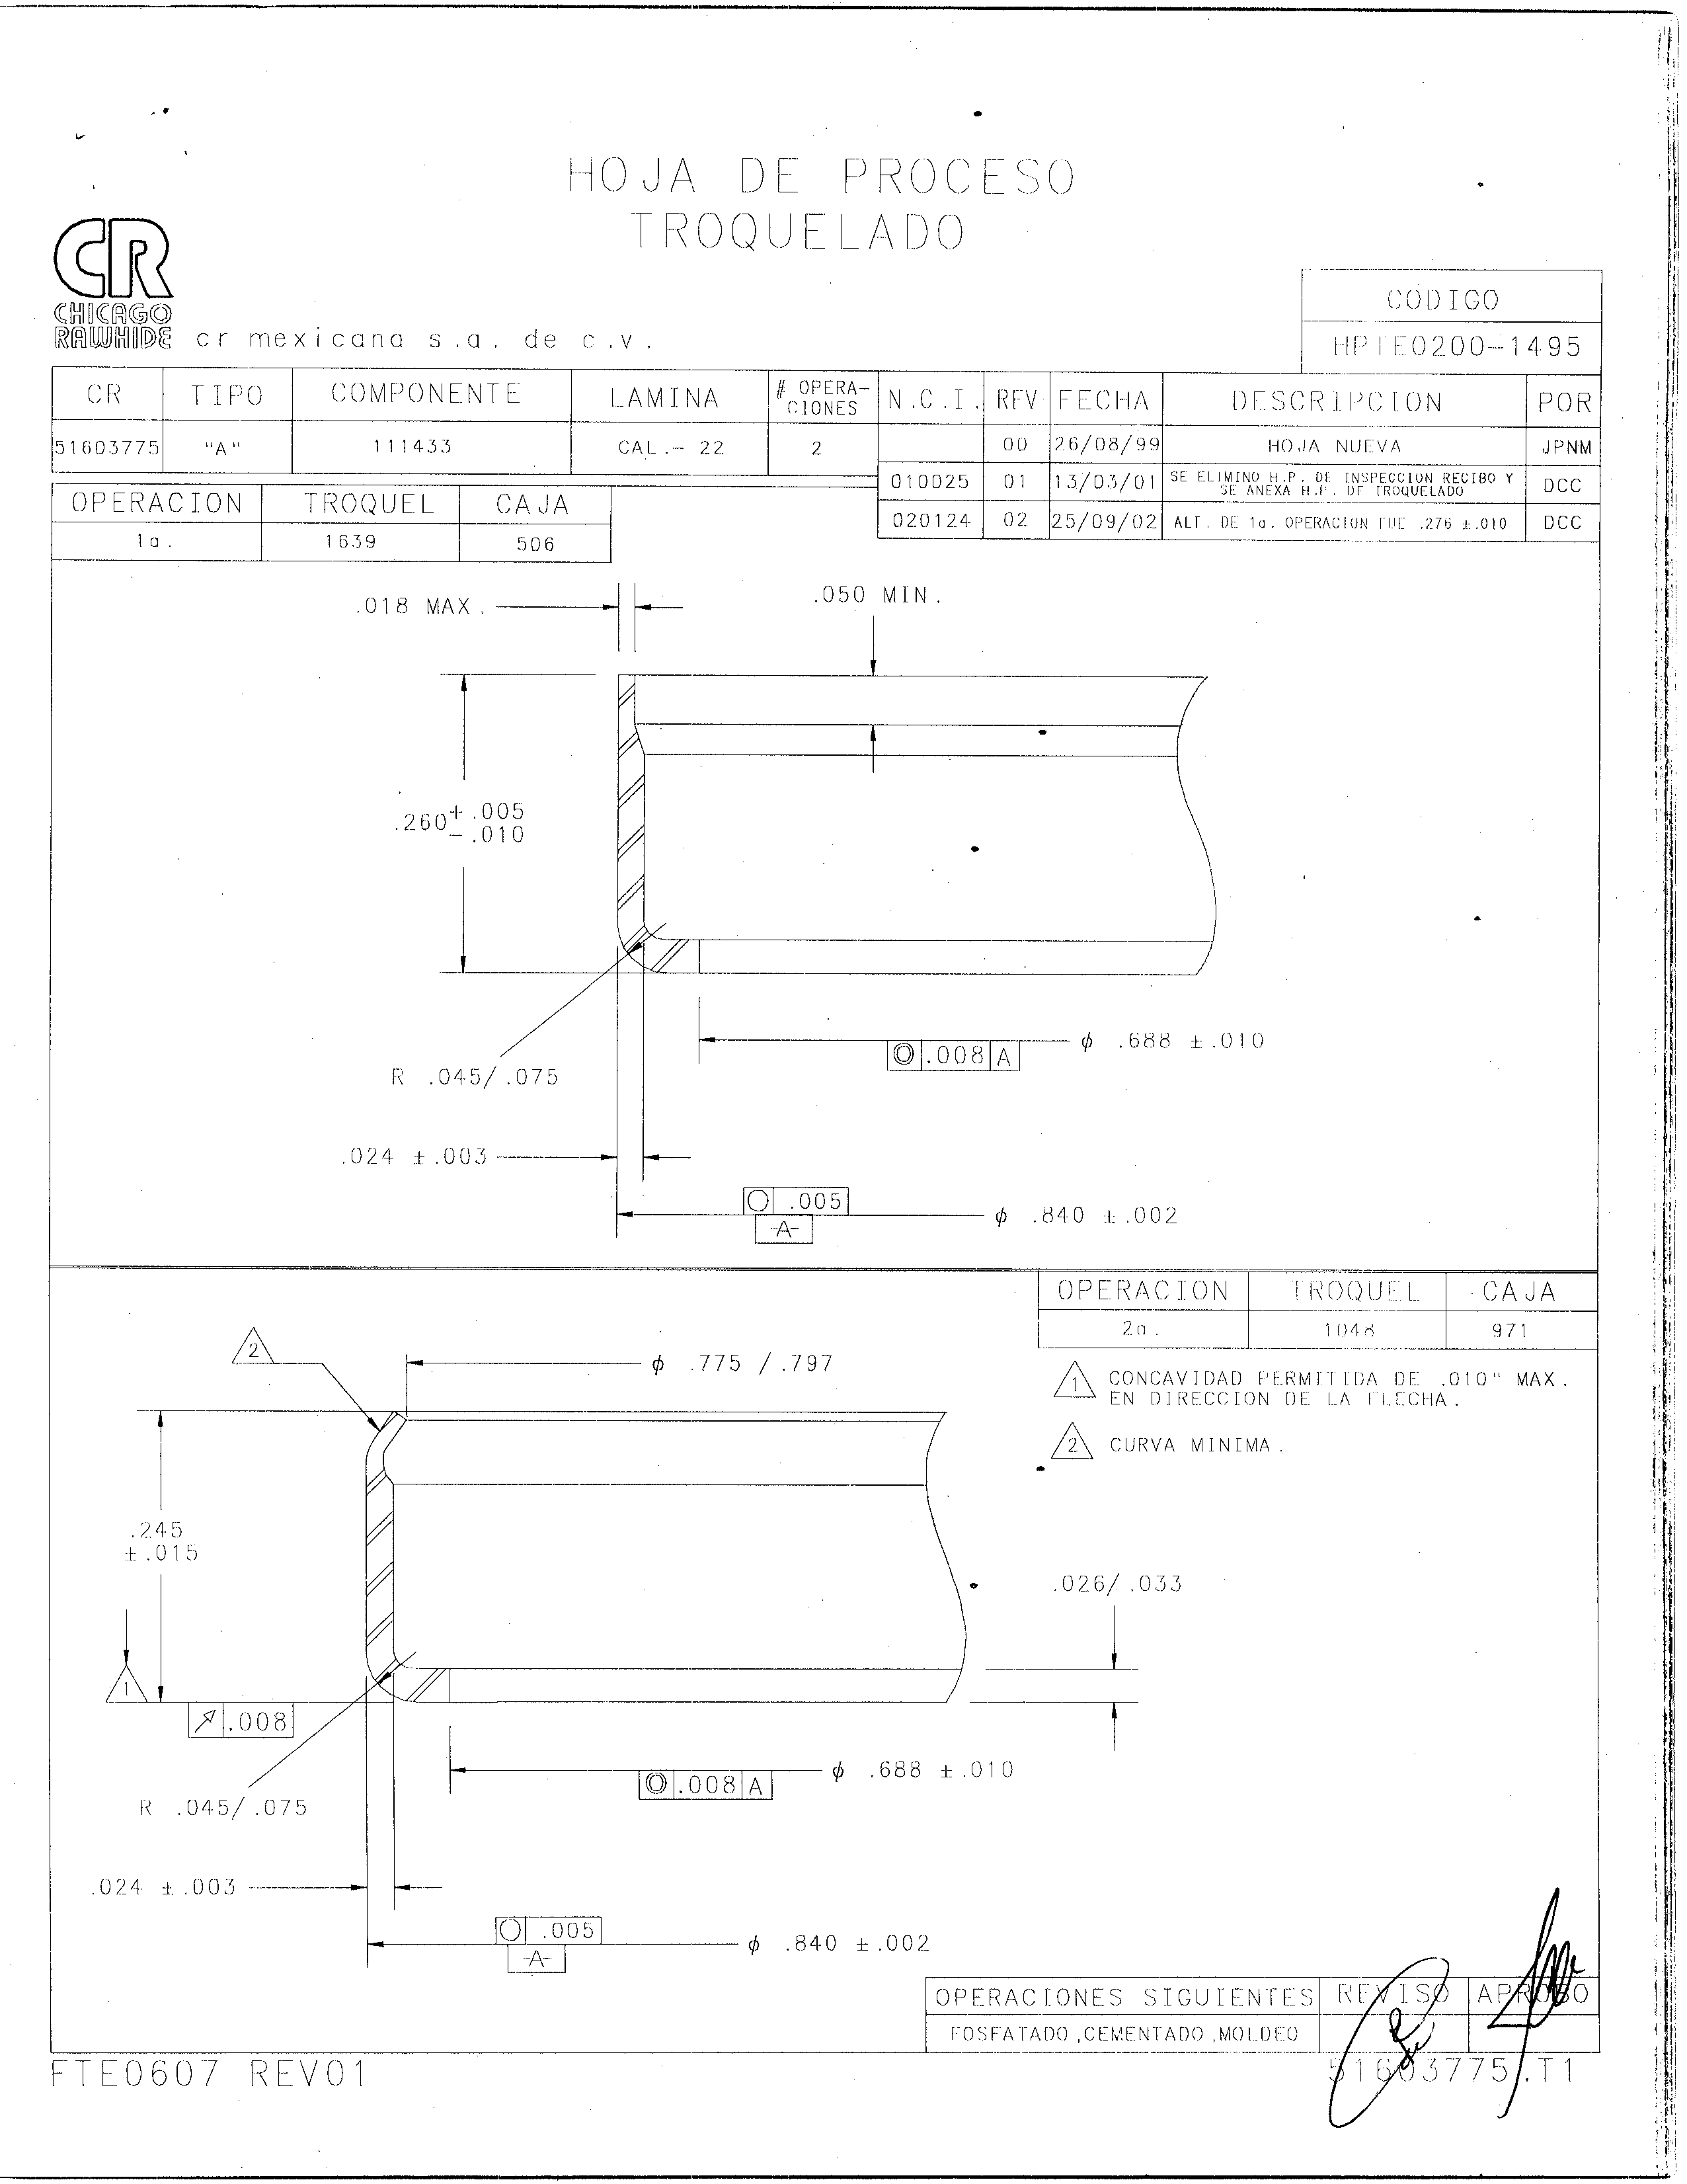 HOJA DE PROCESO
TROQUELADO
CR
CHICAGO
RAWHIDE
cr mexicana s.a. de c.v.
CODIGO
HPTE0200-1495
CR TIPO COMPONENTE LAMINA # OPERA-CIONES N.C.I. REV FECHA DESCRIPCION POR
51603775 "A" 111433 CAL.- 22 2 00 26/08/99 HOJA NUEVA JPNM
010025 01 13/03/01 SE ELIMINO H.P. DE INSPECCION RECIBO Y
SE ANEXA H.P. DE TROQUELADO DCC
020124 02 25/09/02 ALT. DE 1a. OPERACION FUE .276 ±.010 DCC
OPERACION TROQUEL CAJA
1a. 1639 506
.018 MAX.
.050 MIN.
.260 +.005
-.010
R .045/.075
◎ .008 A
ϕ .688 ±.010
.024 ±.003
○ .005
-A-
ϕ .840 ±.002
OPERACION TROQUEL CAJA
2a. 1048 971
2
ϕ .775 /.797
1 CONCAVIDAD PERMITIDA DE .010" MAX.
EN DIRECCION DE LA FLECHA.
2 CURVA MINIMA.
.245
±.015
.026/.033
1
↗ .008
R .045/.075
◎ .008 A
ϕ .688 ±.010
.024 ±.003
○ .005
-A-
ϕ .840 ±.002
OPERACIONES SIGUIENTES REVISO APROBO
FOSFATADO,CEMENTADO,MOLDEO
FTE0607 REV01
51603775.T1